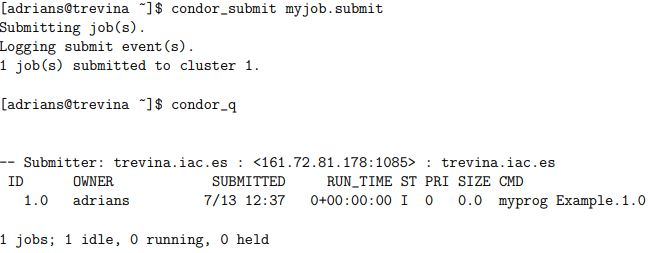 [adrians@trevina ~]$ condor_submit myjob.submit
Submitting job(s).
Logging submit event(s).
1 job(s) submitted to cluster 1.
[adrians@trevina ~]$ condor_q
-- Submitter: trevina.iac.es : <161.72.81.178:1085> : trevina.iac.es
ID OWNER SUBMITTED RUN_TIME ST PRI SIZE CMD
1.0 adrians 7/13 12:37 0+00:00:00 I 0 0.0 myprog Example.1.0
1 jobs; 1 idle, 0 running, 0 held